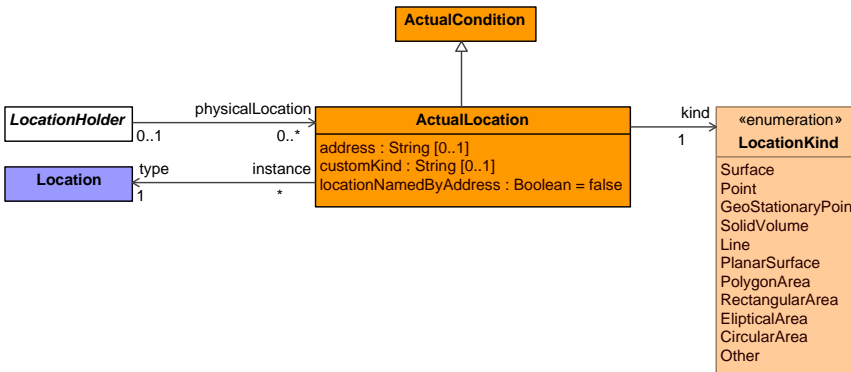 ActualCondition
LocationHolder
physicalLocation
0..1
0..*
ActualLocation
address : String [0..1]
customKind : String [0..1]
locationNamedByAddress : Boolean = false
kind
1
Location
type
instance
1
*
«enumeration»
LocationKind
Surface
Point
GeoStationaryPoin
SolidVolume
Line
PlanarSurface
PolygonArea
RectangularArea
ElipticalArea
CircularArea
Other